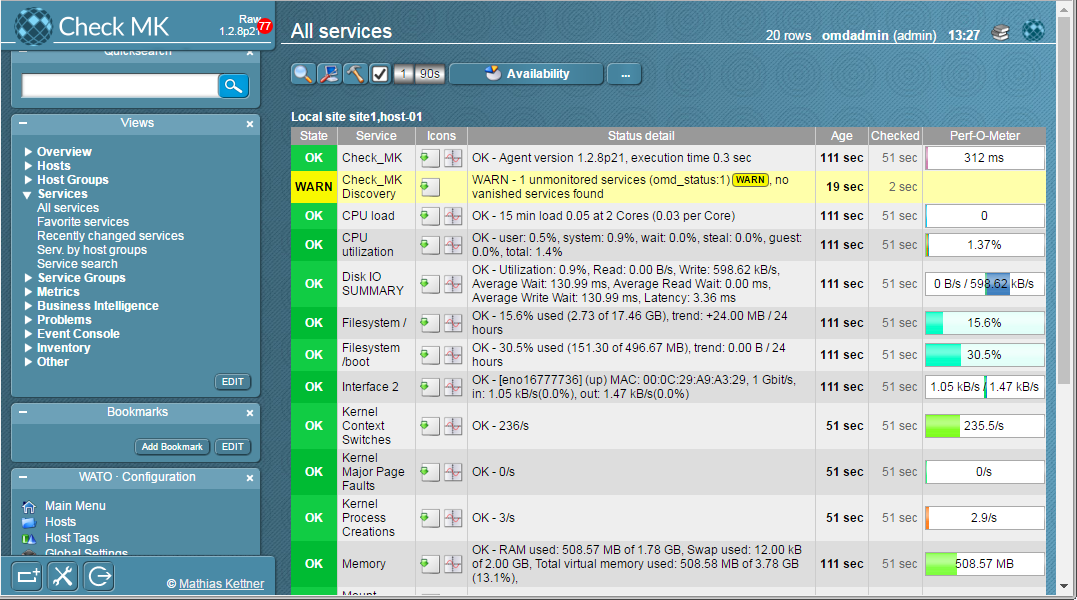 Check MK
Raw
1.2.8p21
77
Quicksearch
Views
Overview
Hosts
Host Groups
Services
All services
Favorite services
Recently changed services
Serv. by host groups
Service search
Service Groups
Metrics
Business Intelligence
Problems
Event Console
Inventory
Other
EDIT
Bookmarks
Add Bookmark EDIT
WATO · Configuration
Main Menu
Hosts
Host Tags
Global Settings
© Mathias Kettner
All services
20 rows omdadmin (admin) 13:27
1 90s Availability ...
Local site site1,host-01
State Service Icons Status detail Age Checked Perf-O-Meter
OK Check_MK OK - Agent version 1.2.8p21, execution time 0.3 sec 111 sec 51 sec 312 ms
WARN Check_MK
Discovery
WARN - 1 unmonitored services (omd_status:1) WARN , no
vanished services found
19 sec 2 sec
OK CPU load OK - 15 min load 0.05 at 2 Cores (0.03 per Core) 111 sec 51 sec 0
OK CPU
utilization
OK - user: 0.5%, system: 0.9%, wait: 0.0%, steal: 0.0%, guest:
0.0%, total: 1.4%
111 sec 51 sec 1.37%
OK Disk IO
SUMMARY
OK - Utilization: 0.9%, Read: 0.00 B/s, Write: 598.62 kB/s,
Average Wait: 130.99 ms, Average Read Wait: 0.00 ms,
Average Write Wait: 130.99 ms, Latency: 3.36 ms
111 sec 51 sec 0 B/s / 598.62 kB/s
OK Filesystem /
OK - 15.6% used (2.73 of 17.46 GB), trend: +24.00 MB / 24
hours
111 sec 51 sec 15.6%
OK Filesystem
/boot
OK - 30.5% used (151.30 of 496.67 MB), trend: 0.00 B / 24
hours
111 sec 51 sec 30.5%
OK Interface 2
OK - [eno16777736] (up) MAC: 00:0C:29:A9:A3:29, 1 Gbit/s,
in: 1.05 kB/s(0.0%), out: 1.47 kB/s(0.0%)
111 sec 51 sec 1.05 kB/s / 1.47 kB/s
OK Kernel
Context
Switches
OK - 236/s 51 sec 51 sec 235.5/s
OK Kernel
Major Page
Faults
OK - 0/s 51 sec 51 sec 0/s
OK Kernel
Process
Creations
OK - 3/s 51 sec 51 sec 2.9/s
OK Memory
OK - RAM used: 508.57 MB of 1.78 GB, Swap used: 12.00 kB
of 2.00 GB, Total virtual memory used: 508.58 MB of 3.78 GB
(13.1%),
111 sec 51 sec 508.57 MB
Mount